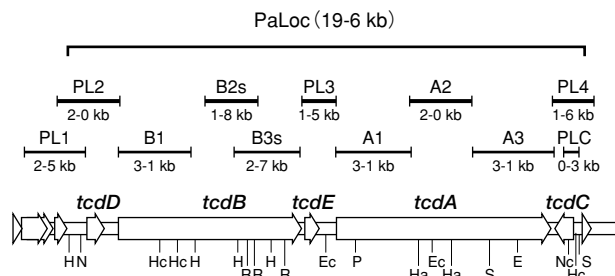 PaLoc (19-6 kb)
PL2 B2s PL3 A2 PL4
2-0 kb 1-8 kb 1-5 kb 2-0 kb 1-6 kb
PL1 B1 B3s A1 A3 PLC
2-5 kb 3-1 kb 2-7 kb 3-1 kb 3-1 kb 0-3 kb
tcdD tcdB tcdE tcdA tcdC
H N Hc Hc H H H Ec P Ec S E Nc S
R R R Ha Ha Hc